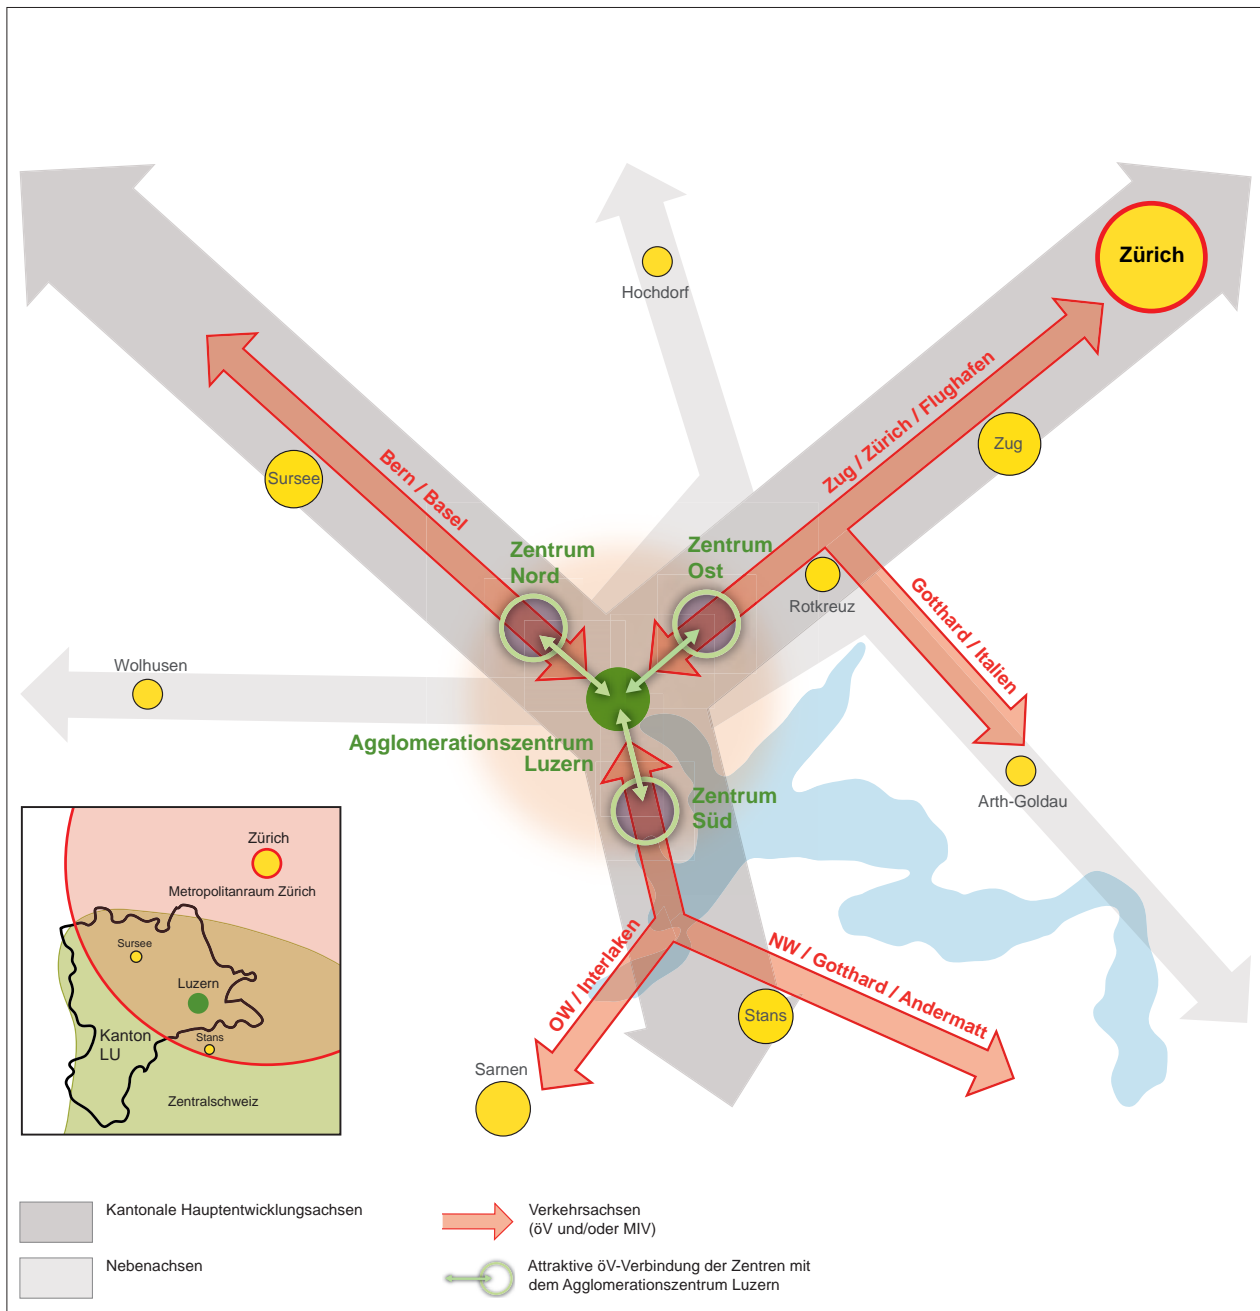 Zürich
Hochdorf
Zug / Zürich / Flughafen
Zug
Sursee
Bern / Basel
Zentrum
Nord
Zentrum
Ost
Rotkreuz
Gotthard / Italien
Wolhusen
Agglomerationszentrum
Luzern
Zentrum
Süd
Arth-Goldau
OW / Interlaken
NW / Gotthard / Andermatt
Stans
Sarnen
Zürich
Metropolitanraum Zürich
Sursee
Luzern
Stans
Kanton
LU
Zentralschweiz
Kantonale Hauptentwicklungsachsen
Nebenachsen
Verkehrsachsen
(öV und/oder MIV)
Attraktive öV-Verbindung der Zentren mit
dem Agglomerationszentrum Luzern